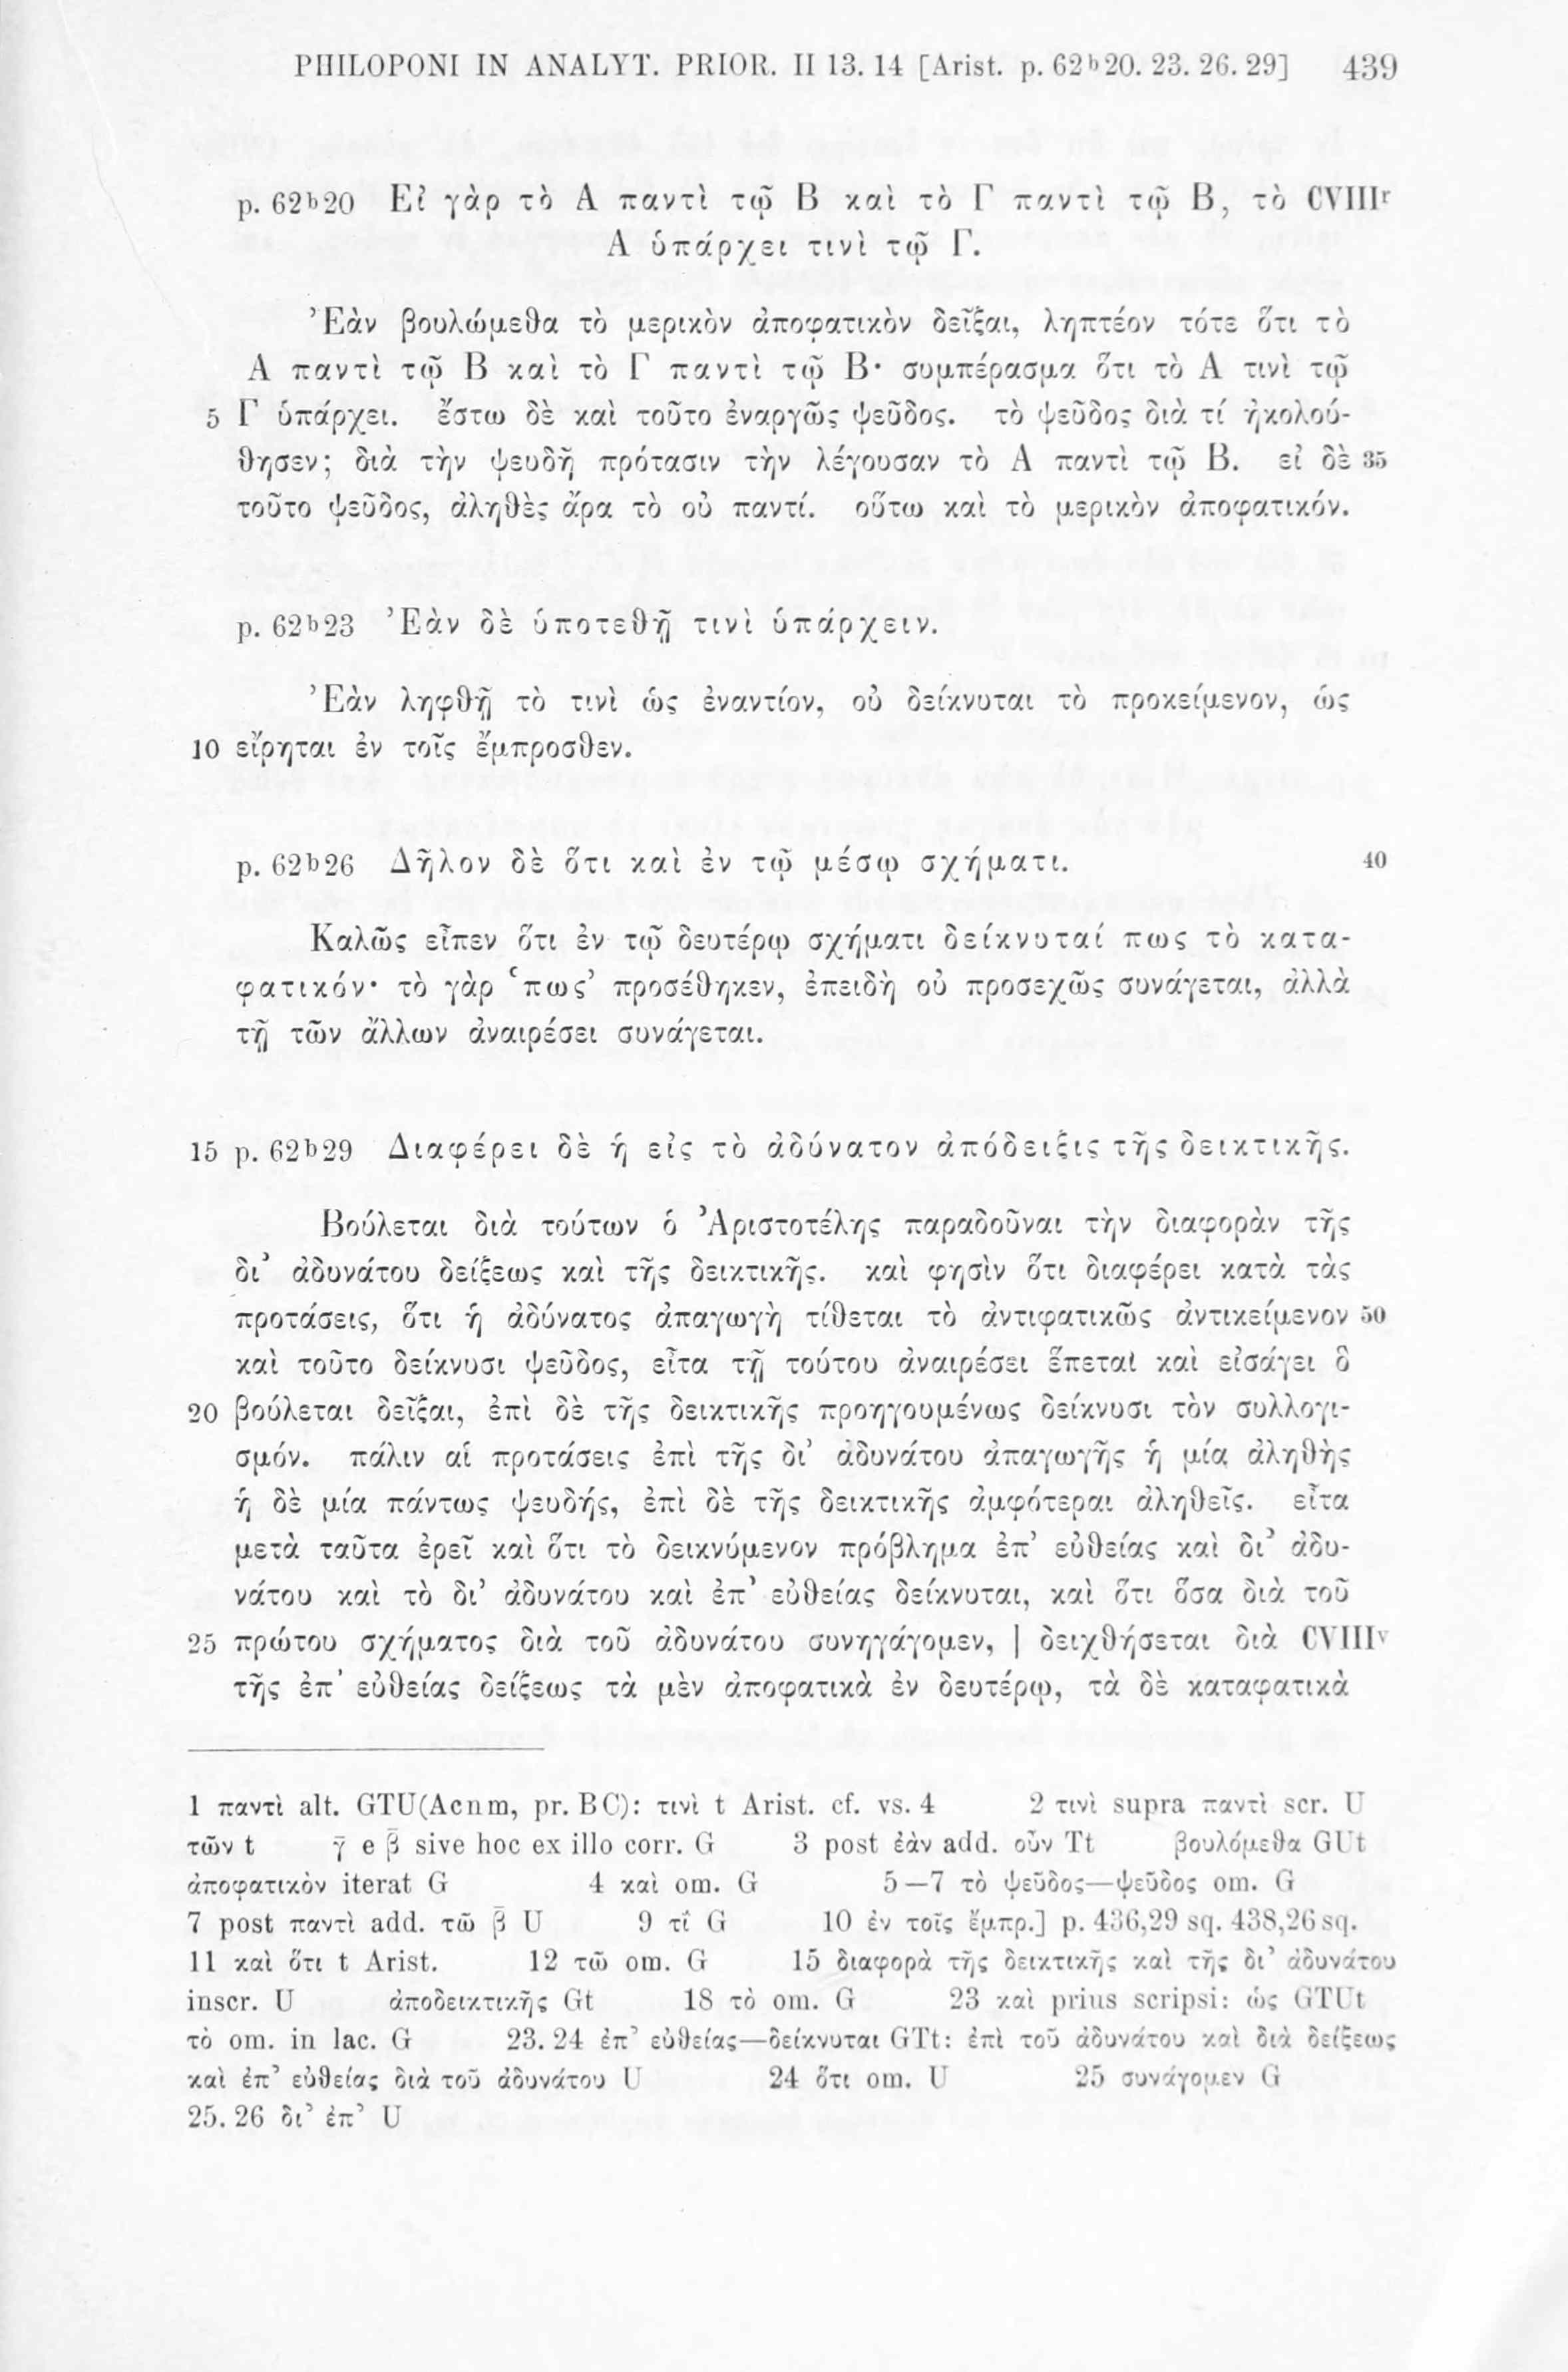 PHILOPONI IN ANALYT. PRIOR. II 13. 14 [Arist. p. 62ᵇ20. 23. 26. 29] 439
p. 62ᵇ20 Εἰ γὰρ τὸ Α παντὶ τῷ Β καὶ τὸ Γ παντὶ τῷ Β, τὸ CVIIIʳ
Α ὑπάρχει τινὶ τῷ Γ.
Ἐὰν βουλώμεθα τὸ μερικὸν ἀποφατικὸν δεῖξαι, ληπτέον τότε ὅτι τὸ
Α παντὶ τῷ Β καὶ τὸ Γ παντὶ τῷ Β· συμπέρασμα ὅτι τὸ Α τινὶ τῷ
5 Γ ὑπάρχει. ἔστω δὲ καὶ τοῦτο ἐναργῶς ψεῦδος. τὸ ψεῦδος διὰ τί ἠκολού-
θησεν; διὰ τὴν ψευδῆ πρότασιν τὴν λέγουσαν τὸ Α παντὶ τῷ Β. εἰ δὲ 35
τοῦτο ψεῦδος, ἀληθὲς ἄρα τὸ οὐ παντί. οὕτω καὶ τὸ μερικὸν ἀποφατικόν.
p. 62ᵇ23 Ἐὰν δὲ ὑποτεθῇ τινὶ ὑπάρχειν.
Ἐὰν ληφθῇ τὸ τινὶ ὡς ἐναντίον, οὐ δείκνυται τὸ προκείμενον, ὡς
10 εἴρηται ἐν τοῖς ἔμπροσθεν.
p. 62ᵇ26 Δῆλον δὲ ὅτι καὶ ἐν τῷ μέσῳ σχήματι. 40
Καλῶς εἶπεν ὅτι ἐν τῷ δευτέρῳ σχήματι δείκνυταί πως τὸ κατα-
φατικόν· τὸ γὰρ ‘πως’ προσέθηκεν, ἐπειδὴ οὐ προσεχῶς συνάγεται, ἀλλὰ
τῇ τῶν ἄλλων ἀναιρέσει συνάγεται.
15 p. 62ᵇ29 Διαφέρει δὲ ἡ εἰς τὸ ἀδύνατον ἀπόδειξις τῆς δεικτικῆς.
Βούλεται διὰ τούτων ὁ Ἀριστοτέλης παραδοῦναι τὴν διαφορὰν τῆς
δι’ ἀδυνάτου δείξεως καὶ τῆς δεικτικῆς. καὶ φησὶν ὅτι διαφέρει κατὰ τὰς
προτάσεις, ὅτι ἡ ἀδύνατος ἀπαγωγὴ τίθεται τὸ ἀντιφατικῶς ἀντικείμενον 50
καὶ τοῦτο δείκνυσι ψεῦδος, εἶτα τῇ τούτου ἀναιρέσει ἕπεται καὶ εἰσάγει ὃ
20 βούλεται δεῖξαι, ἐπὶ δὲ τῆς δεικτικῆς προηγουμένως δείκνυσι τὸν συλλογι-
σμόν. πάλιν αἱ προτάσεις ἐπὶ τῆς δι’ ἀδυνάτου ἀπαγωγῆς ἡ μία ἀληθὴς
ἡ δὲ μία πάντως ψευδής, ἐπὶ δὲ τῆς δεικτικῆς ἀμφότεραι ἀληθεῖς. εἶτα
μετὰ ταῦτα ἐρεῖ καὶ ὅτι τὸ δεικνύμενον πρόβλημα ἐπ’ εὐθείας καὶ δι’ ἀδυ-
νάτου καὶ τὸ δι’ ἀδυνάτου καὶ ἐπ’ εὐθείας δείκνυται, καὶ ὅτι ὅσα διὰ τοῦ
25 πρώτου σχήματος διὰ τοῦ ἀδυνάτου συνηγάγομεν, | δειχθήσεται διὰ CVIIIᵛ
τῆς ἐπ’ εὐθείας δείξεως τὰ μὲν ἀποφατικὰ ἐν δευτέρῳ, τὰ δὲ καταφατικὰ
1 παντὶ alt. GTU(Acnm, pr. BC): τινὶ t Arist. cf. vs. 4 2 τινὶ supra παντὶ scr. U
τῶν t γ̄ e β̄ sive hoc ex illo corr. G 3 post ἐὰν add. οὖν Tt βουλόμεθα GUt
ἀποφατικὸν iterat G 4 καὶ om. G 5—7 τὸ ψεῦδος—ψεῦδος om. G
7 post παντὶ add. τῶ β̄ U 9 τῖ G 10 ἐν τοῖς ἔμπρ.] p. 436,29 sq. 438,26 sq.
11 καὶ ὅτι t Arist. 12 τῶ om. G 15 διαφορὰ τῆς δεικτικῆς καὶ τῆς δι’ ἀδυνάτου
inscr. U ἀποδεικτικῆς Gt 18 τὸ om. G 23 καὶ prius scripsi: ὡς GTUt
τὸ om. in lac. G 23. 24 ἐπ’ εὐθείας—δείκνυται GTt: ἐπὶ τοῦ ἀδυνάτου καὶ διὰ δείξεως
καὶ ἐπ’ εὐθείας διὰ τοῦ ἀδυνάτου U 24 ὅτι om. U 25 συνάγομεν G
25. 26 δι’ ἐπ’ U